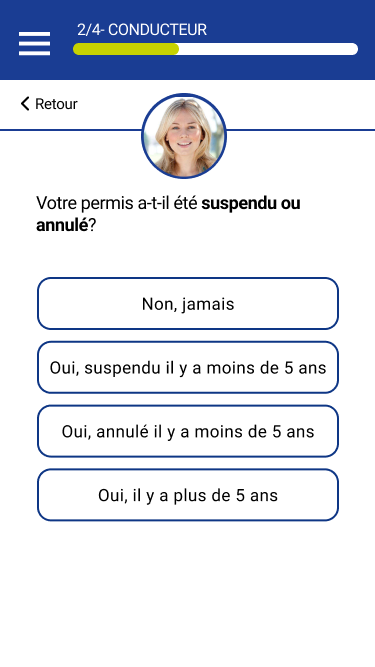 2/4- CONDUCTEUR
Retour
Votre permis a-t-il été suspendu ou
annulé?
Non, jamais
Oui, suspendu il y a moins de 5 ans
Oui, annulé il y a moins de 5 ans
Oui, il y a plus de 5 ans